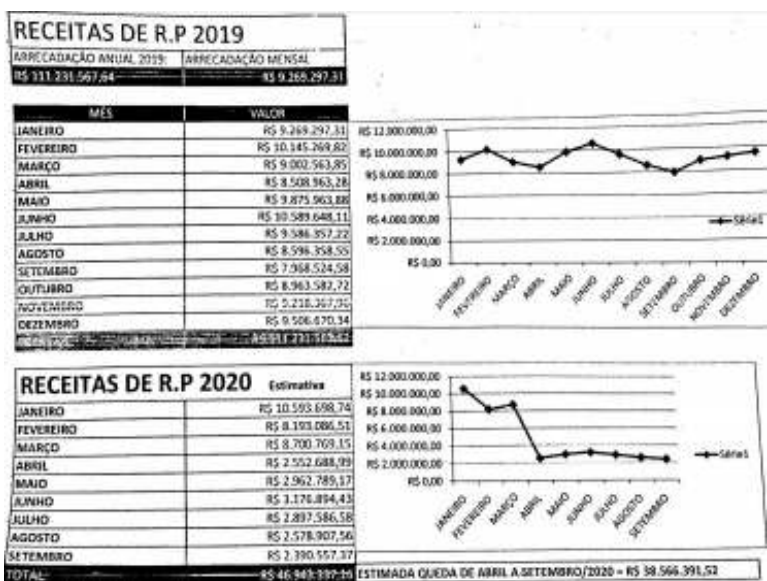 RECEITAS DE R.P 2019
ARRECADAÇÃO ANUAL 2019: ARRECADAÇÃO MENSAL
R$ 111.231.567,64 R$ 9.269.297,31
MÊS VALOR
JANEIRO R$ 9.269.297,31
FEVEREIRO R$ 10.145.269,82
MARÇO R$ 9.002.563,85
ABRIL R$ 8.508.963,28
MAIO R$ 9.875.963,88
JUNHO R$ 10.589.648,11
JULHO R$ 9.586.357,22
AGOSTO R$ 8.596.358,55
SETEMBRO R$ 7.968.524,58
OUTUBRO R$ 8.963.582,72
NOVEMBRO
DEZEMBRO R$ 9.506.670,34
R$ 12.000.000,00
R$ 10.000.000,00
R$ 8.000.000,00
R$ 6.000.000,00
R$ 4.000.000,00
R$ 2.000.000,00
R$ 0,00
JANEIRO FEVEREIRO MARÇO ABRIL MAIO JUNHO JULHO AGOSTO SETEMBRO OUTUBRO NOVEMBRO DEZEMBRO
Série1
RECEITAS DE R.P 2020 Estimativa
JANEIRO R$ 10.593.698,74
FEVEREIRO R$ 8.193.086,51
MARÇO R$ 8.700.769,15
ABRIL R$ 2.552.688,99
MAIO R$ 2.962.789,17
JUNHO R$ 3.176.894,43
JULHO R$ 2.897.586,58
AGOSTO R$ 2.578.907,56
SETEMBRO R$ 2.390.557,37
TOTAL
R$ 12.000.000,00
R$ 10.000.000,00
R$ 8.000.000,00
R$ 6.000.000,00
R$ 4.000.000,00
R$ 2.000.000,00
R$ 0,00
JANEIRO FEVEREIRO MARÇO ABRIL MAIO JUNHO JULHO AGOSTO SETEMBRO
Série1
ESTIMADA QUEDA DE ABRIL A SETEMBRO/2020 = R$ 38.566.391,52